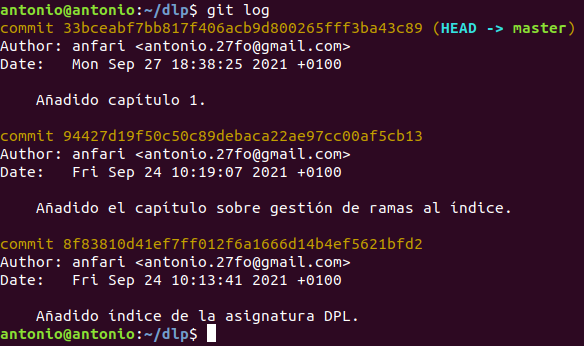 antonio@antonio:~/dlp$ git log
commit 33bceabf7bb817f406acb9d800265fff3ba43c89 (HEAD -> master)
Author: anfari <antonio.27fo@gmail.com>
Date:   Mon Sep 27 18:38:25 2021 +0100
Añadido capítulo 1.
commit 94427d19f50c50c89debaca22ae97cc00af5cb13
Author: anfari <antonio.27fo@gmail.com>
Date:   Fri Sep 24 10:19:07 2021 +0100
Añadido el capítulo sobre gestión de ramas al índice.
commit 8f83810d41ef7ff012f6a1666d14b4ef5621bfd2
Author: anfari <antonio.27fo@gmail.com>
Date:   Fri Sep 24 10:13:41 2021 +0100
Añadido índice de la asignatura DPL.
antonio@antonio:~/dlp$